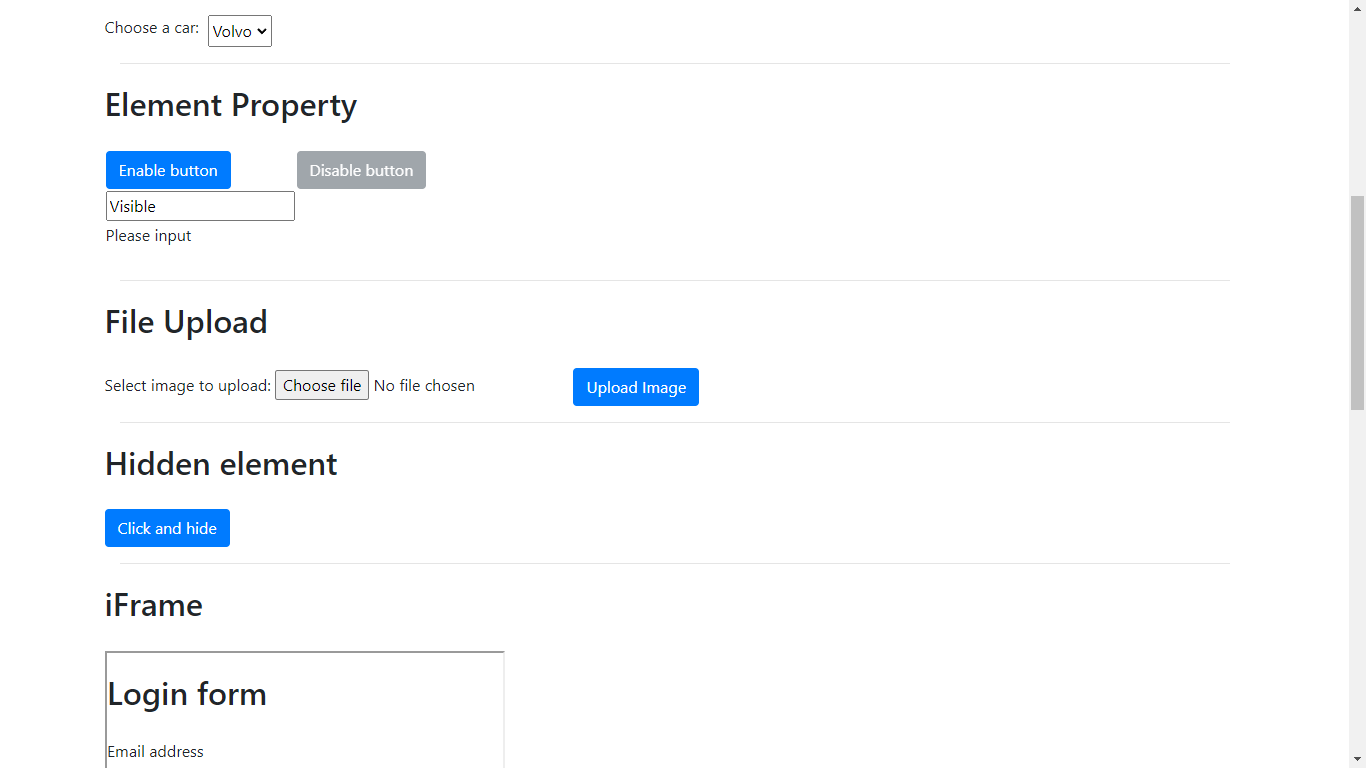 Choose a car: Volvo
Element Property
Enable button Disable button
Visible
Please input
File Upload
Select image to upload: Choose file No file chosen Upload Image
Hidden element
Click and hide
iFrame
Login form
Email address